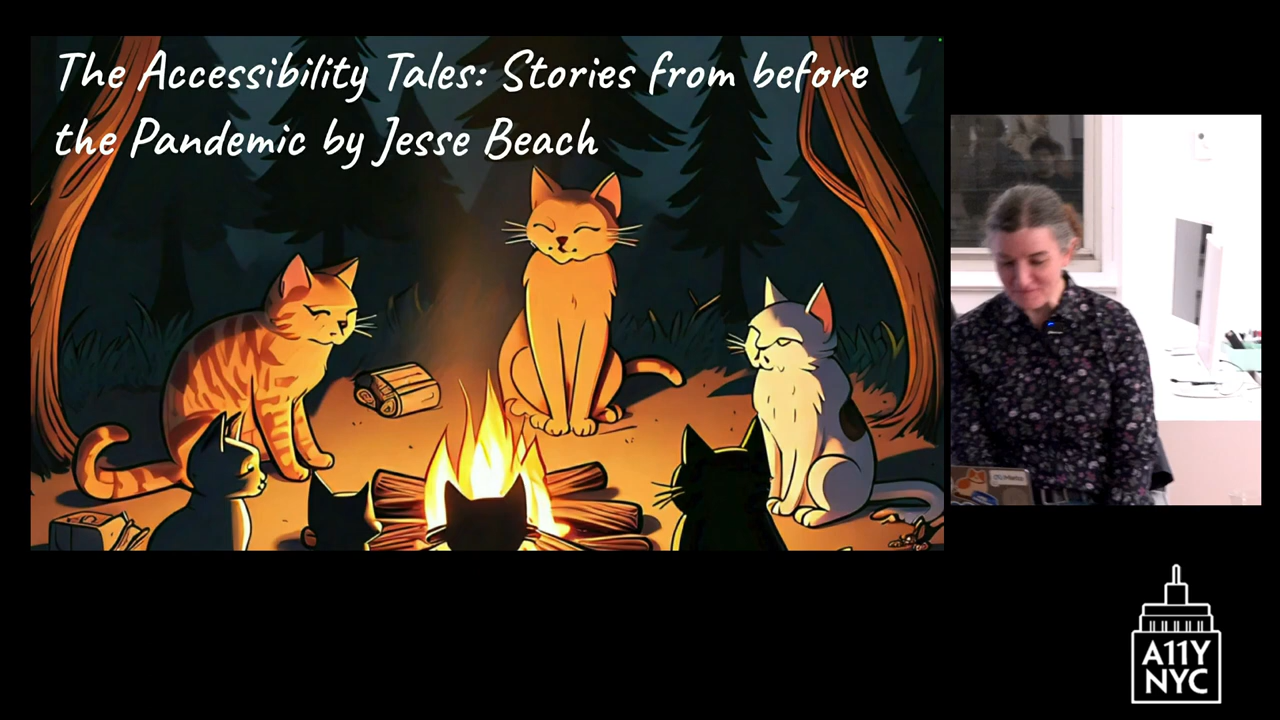 The Accessibility Tales: Stories from before
the Pandemic by Jesse Beach
A11Y
NYC